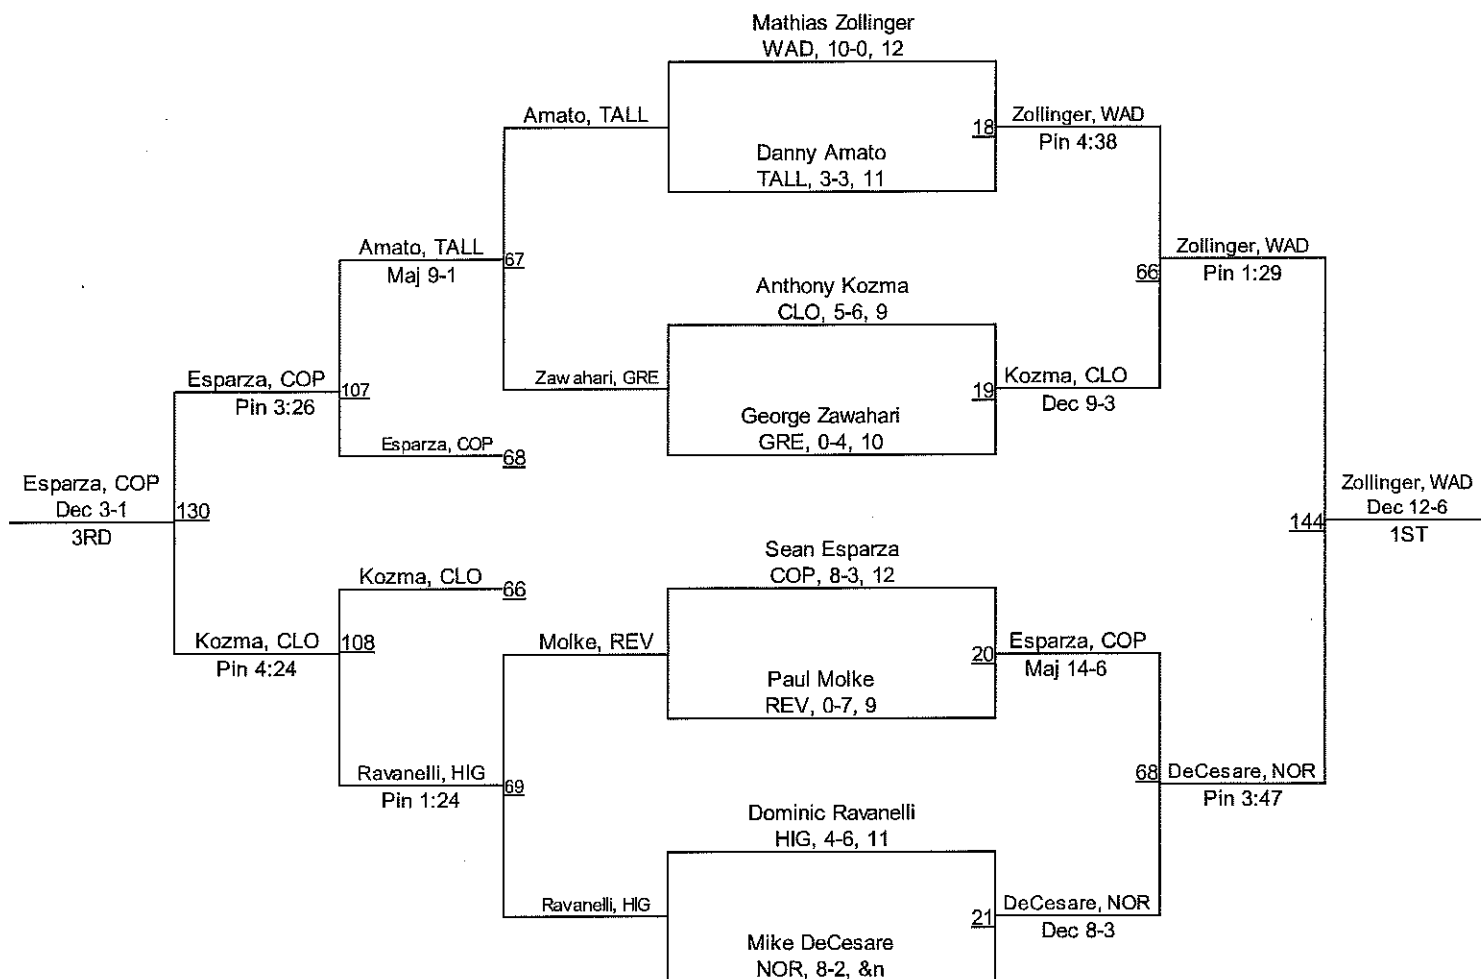 Mathias Zollinger
WAD, 10-0, 12
Amato, TALL
18
Zollinger, WAD
Pin 4:38
Danny Amato
TALL, 3-3, 11
Amato, TALL
Maj 9-1
67
Zollinger, WAD
Pin 1:29
66
Anthony Kozma
CLO, 5-6, 9
Esparza, COP
Pin 3:26
107
Zawahari, GRE
19
Kozma, CLO
Dec 9-3
George Zawahari
GRE, 0-4, 10
Esparza, COP
68
Esparza, COP
Dec 3-1
3RD
130
Zollinger, WAD
Dec 12-6
1ST
144
Sean Esparza
COP, 8-3, 12
Kozma, CLO
66
Kozma, CLO
Pin 4:24
108
Molke, REV
20
Esparza, COP
Maj 14-6
Paul Molke
REV, 0-7, 9
Ravanelli, HIG
Pin 1:24
69
68
DeCesare, NOR
Pin 3:47
Dominic Ravanelli
HIG, 4-6, 11
Ravanelli, HIG
21
DeCesare, NOR
Dec 8-3
Mike DeCesare
NOR, 8-2, &n